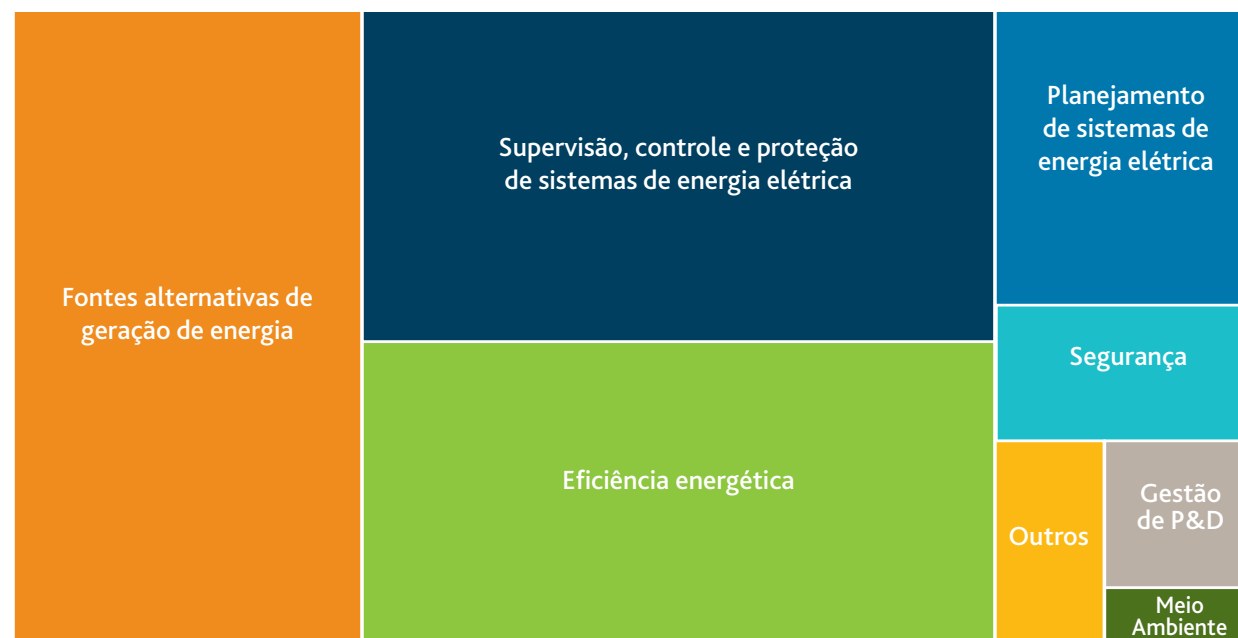 Fontes alternativas de
geração de energia
Supervisão, controle e proteção
de sistemas de energia elétrica
Eficiência energética
Planejamento
de sistemas de
energia elétrica
Segurança
Outros
Gestão
de P&D
Meio
Ambiente